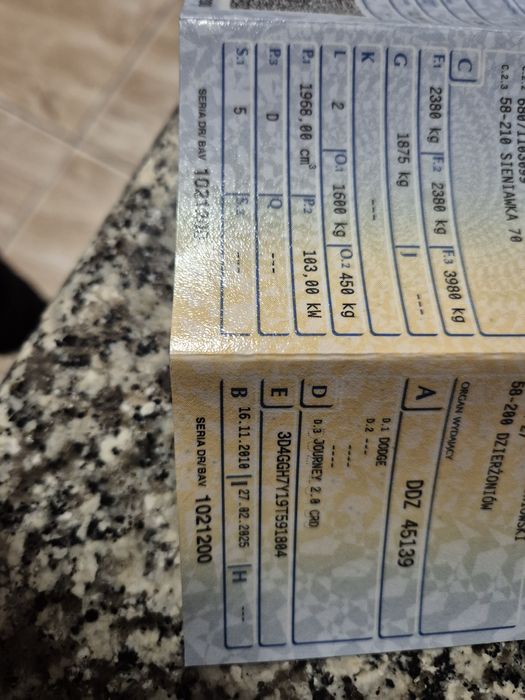 C
C.2.3 58-210 SIENIAWKA 70
F.1 2380 kg F.2 2380 kg F.3 3980 kg
G 1875 kg J ---
K ---
L 2 O.1 1600 kg O.2 450 kg
P.1 1968,00 cm³ P.2 103,00 kW
P.3 D Q ---
S.1 5 S.2 ---
SERIA DR/BAV
58-200 DZIERŻONIÓW
ORGAN WYDAJĄCY
A DDZ 45139
D.1 DODGE
D.2 ---
----
----
D D.3 JOURNEY 2.0 CRD
E 3D4GGH7Y19T591804
B 16.11.2010 I 27.02.2025 H ---
SERIA DR/BAV 1021200